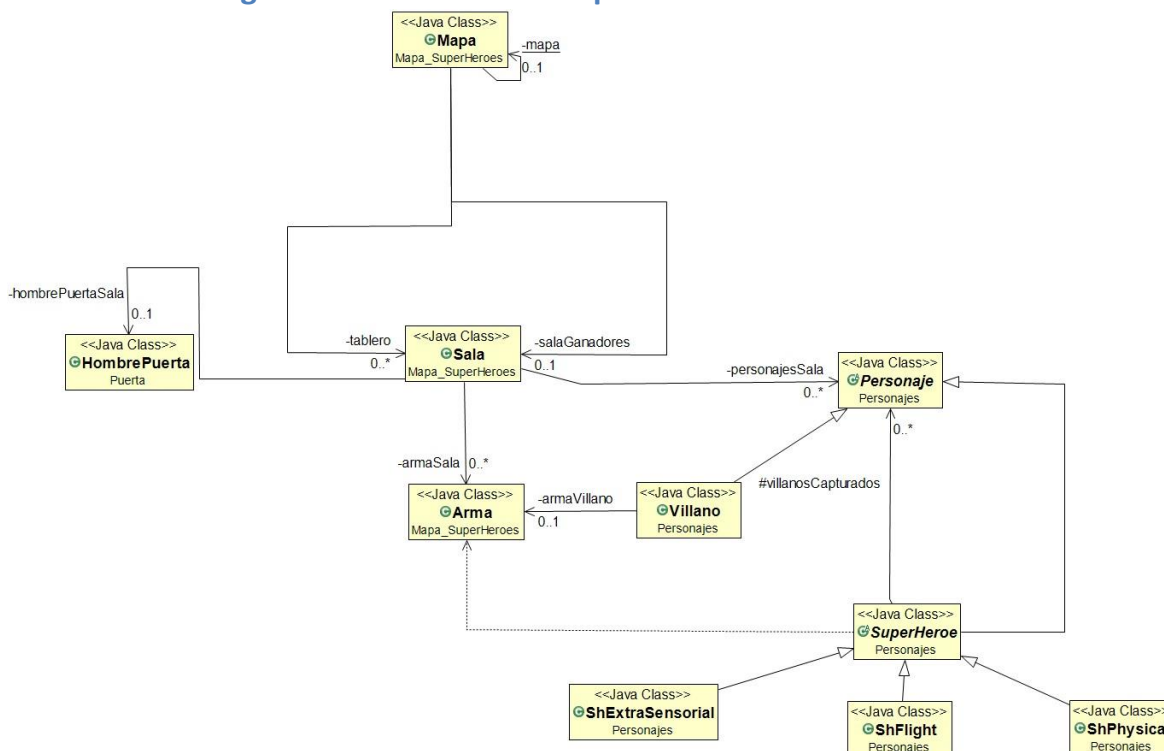 <<Java Class>>
Mapa
Mapa_SuperHeroes
-mapa
0..1
-hombrePuertaSala
0..1
<<Java Class>>
HombrePuerta
Puerta
-tablero
0..*
<<Java Class>>
Sala
Mapa_SuperHeroes
-salaGanadores
0..1
-personajesSala
0..*
<<Java Class>>
Personaje
Personajes
0..*
-armaSala 0..*
<<Java Class>>
Arma
Mapa_SuperHeroes
-armaVillano
0..1
<<Java Class>>
Villano
Personajes
#villanosCapturados
<<Java Class>>
SuperHeroe
Personajes
<<Java Class>>
ShExtraSensorial
Personajes
<<Java Class>>
ShFlight
Personajes
<<Java Class>>
ShPhysica
Personajes